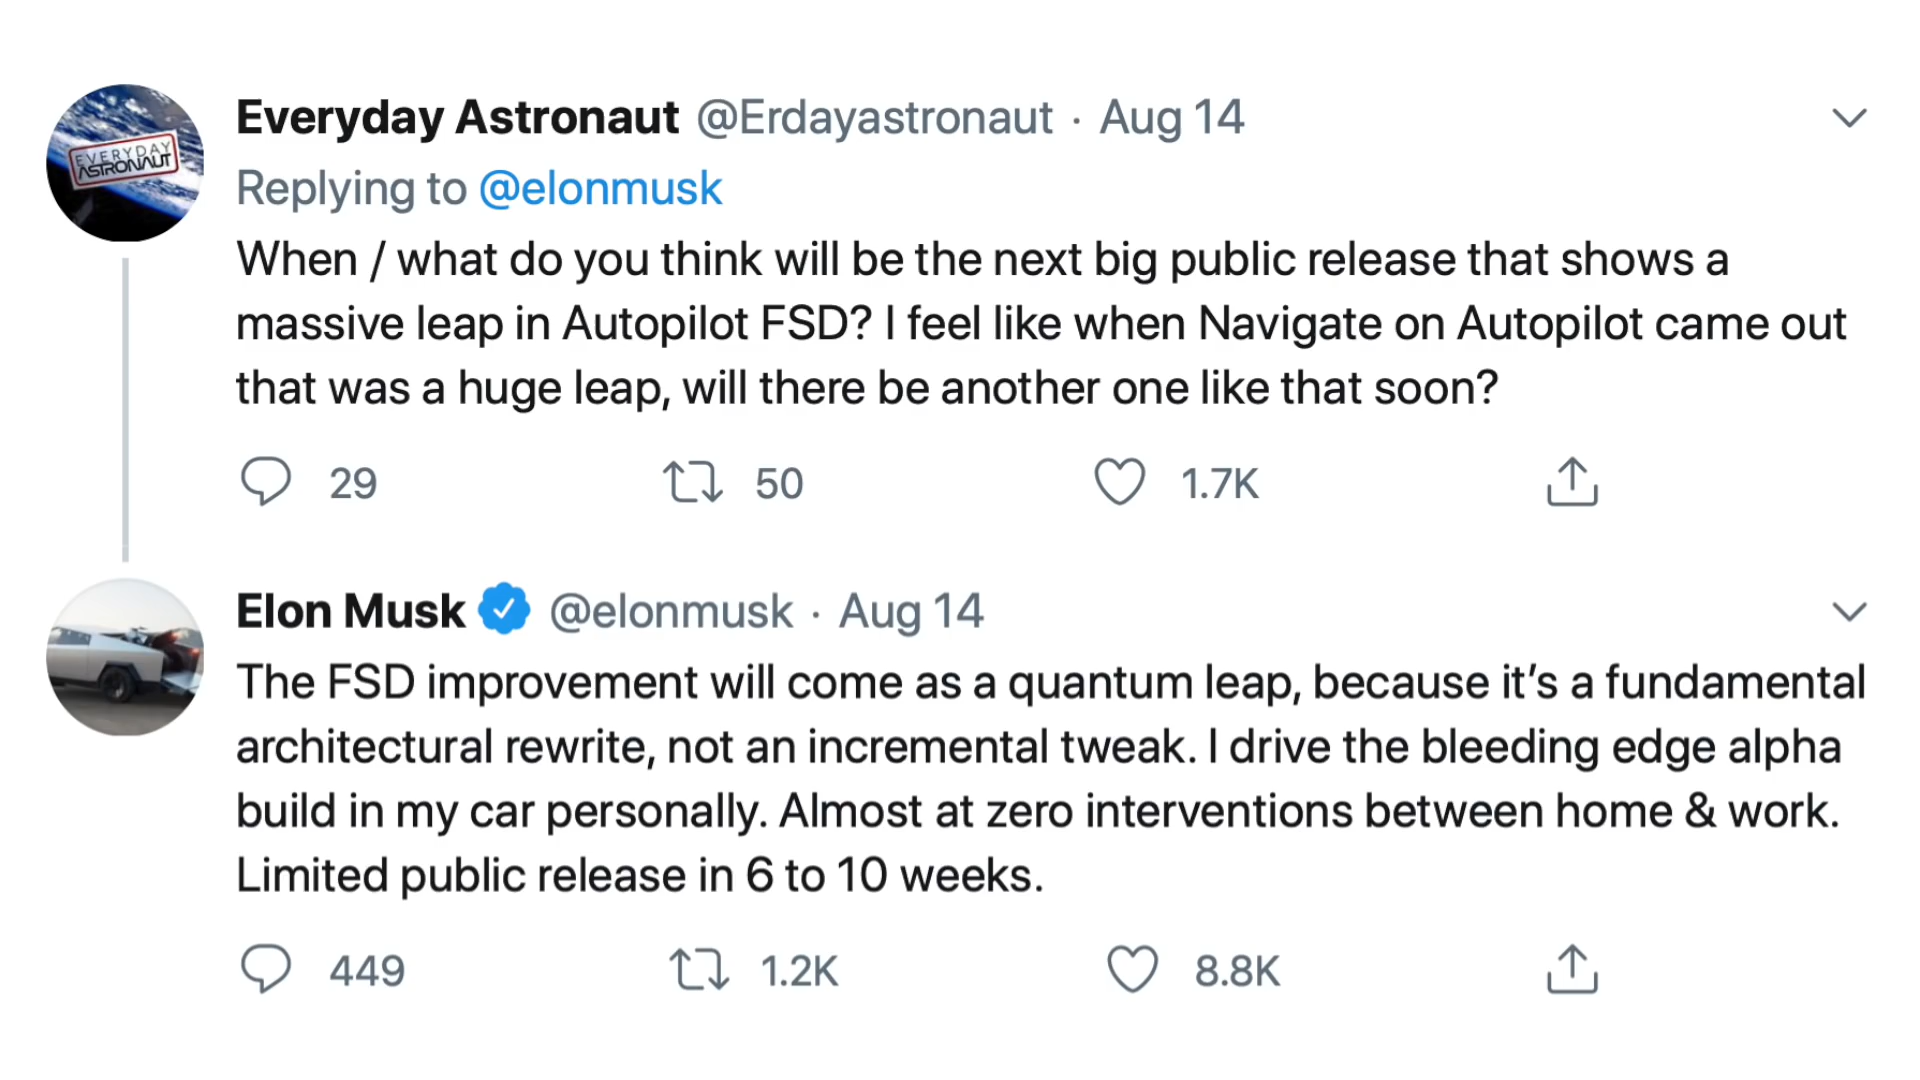 Everyday Astronaut @Erdayastronaut · Aug 14
EVERYDAY
ASTRONAUT
Replying to @elonmusk
When / what do you think will be the next big public release that shows a
massive leap in Autopilot FSD? I feel like when Navigate on Autopilot came out
that was a huge leap, will there be another one like that soon?
29 50 1.7K
Elon Musk @elonmusk · Aug 14
The FSD improvement will come as a quantum leap, because it’s a fundamental
architectural rewrite, not an incremental tweak. I drive the bleeding edge alpha
build in my car personally. Almost at zero interventions between home & work.
Limited public release in 6 to 10 weeks.
449 1.2K 8.8K